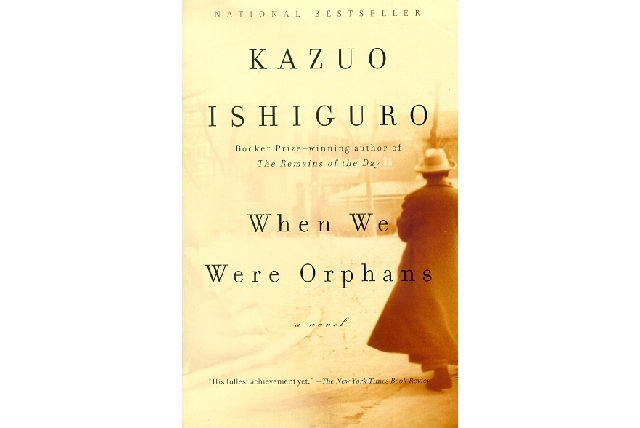 NATIONAL BESTSELLER
KAZUO
ISHIGURO
Booker Prize–winning author of
The Remains of the Day
When We
Were Orphans
a novel
"His fullest achievement yet." —The New York Times Book Review